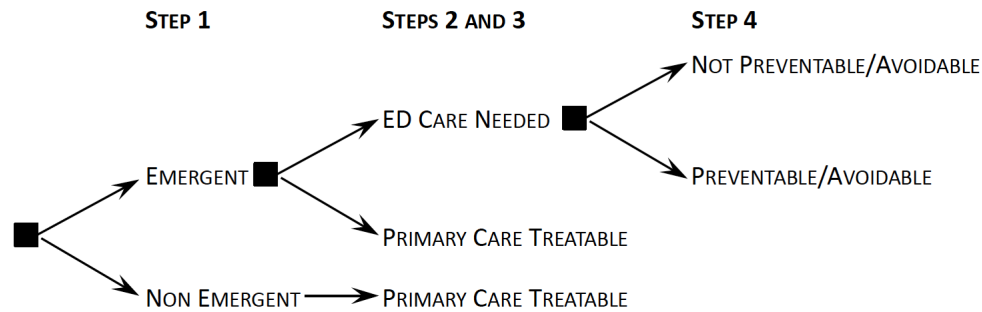 STEP 1
STEPS 2 AND 3
STEP 4
NOT PREVENTABLE/AVOIDABLE
ED CARE NEEDED
EMERGENT
PREVENTABLE/AVOIDABLE
PRIMARY CARE TREATABLE
NON EMERGENT
PRIMARY CARE TREATABLE